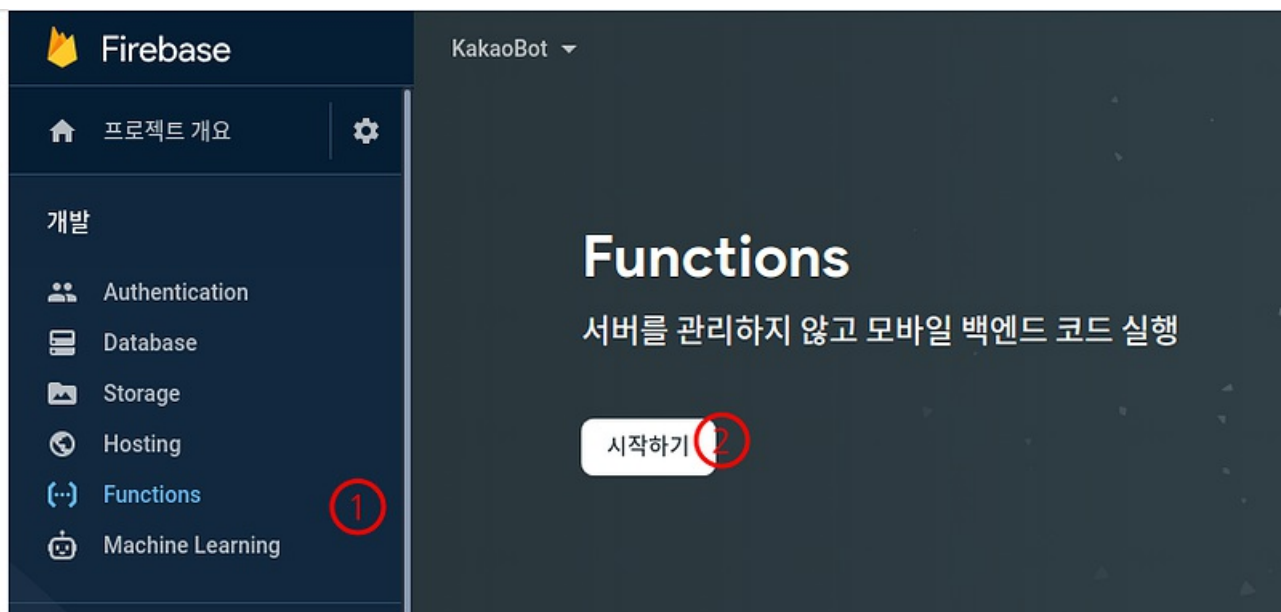 Firebase
KakaoBot
프로젝트 개요
개발
Authentication
Database
Storage
Hosting
Functions
1
Machine Learning
Functions
서버를 관리하지 않고 모바일 백엔드 코드 실행
시작하기
2